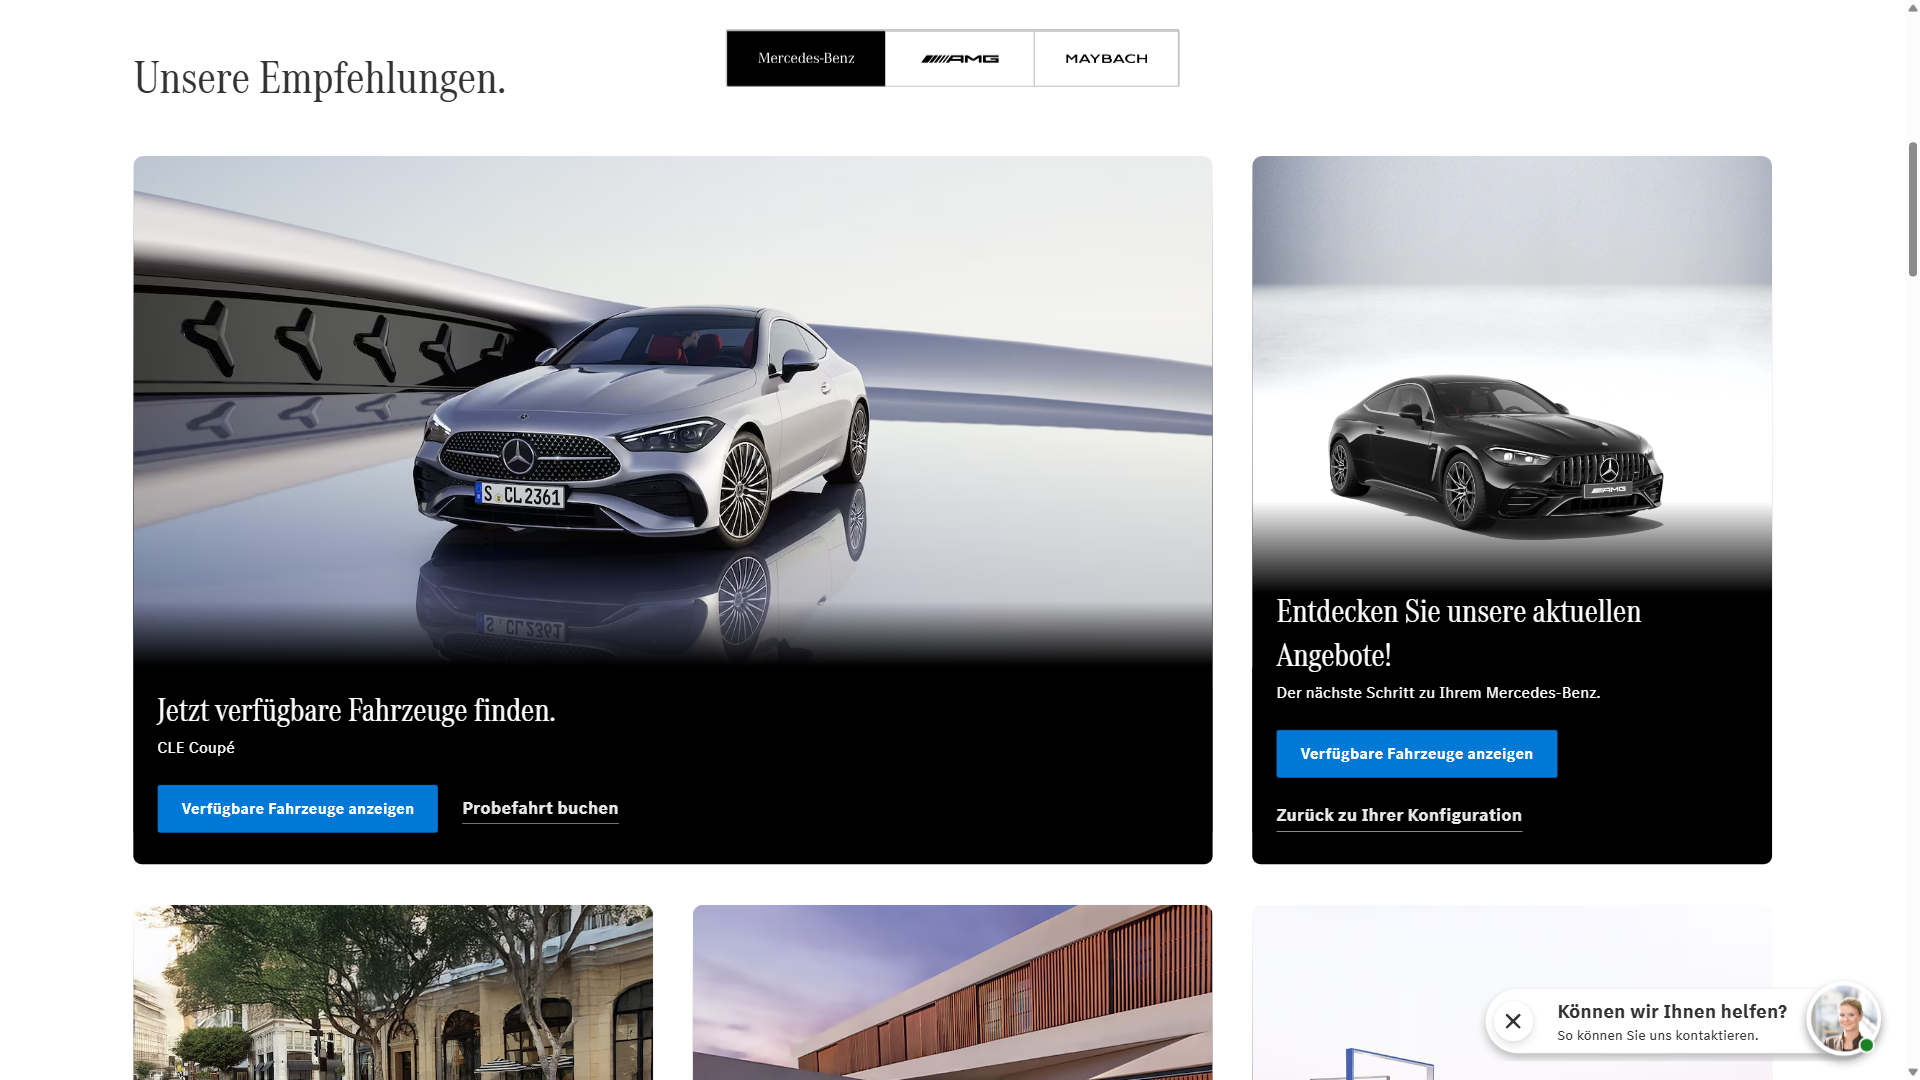 Unsere Empfehlungen.
Mercedes-Benz
AMG
MAYBACH
S CL 2361
AMG
Jetzt verfügbare Fahrzeuge finden.
CLE Coupé
Verfügbare Fahrzeuge anzeigen
Probefahrt buchen
Entdecken Sie unsere aktuellen
Angebote!
Der nächste Schritt zu Ihrem Mercedes-Benz.
Verfügbare Fahrzeuge anzeigen
Zurück zu Ihrer Konfiguration
Können wir Ihnen helfen?
So können Sie uns kontaktieren.